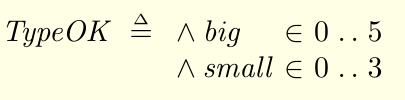 TypeOK ≜ ∧ big ∈ 0 .. 5
∧ small ∈ 0 .. 3